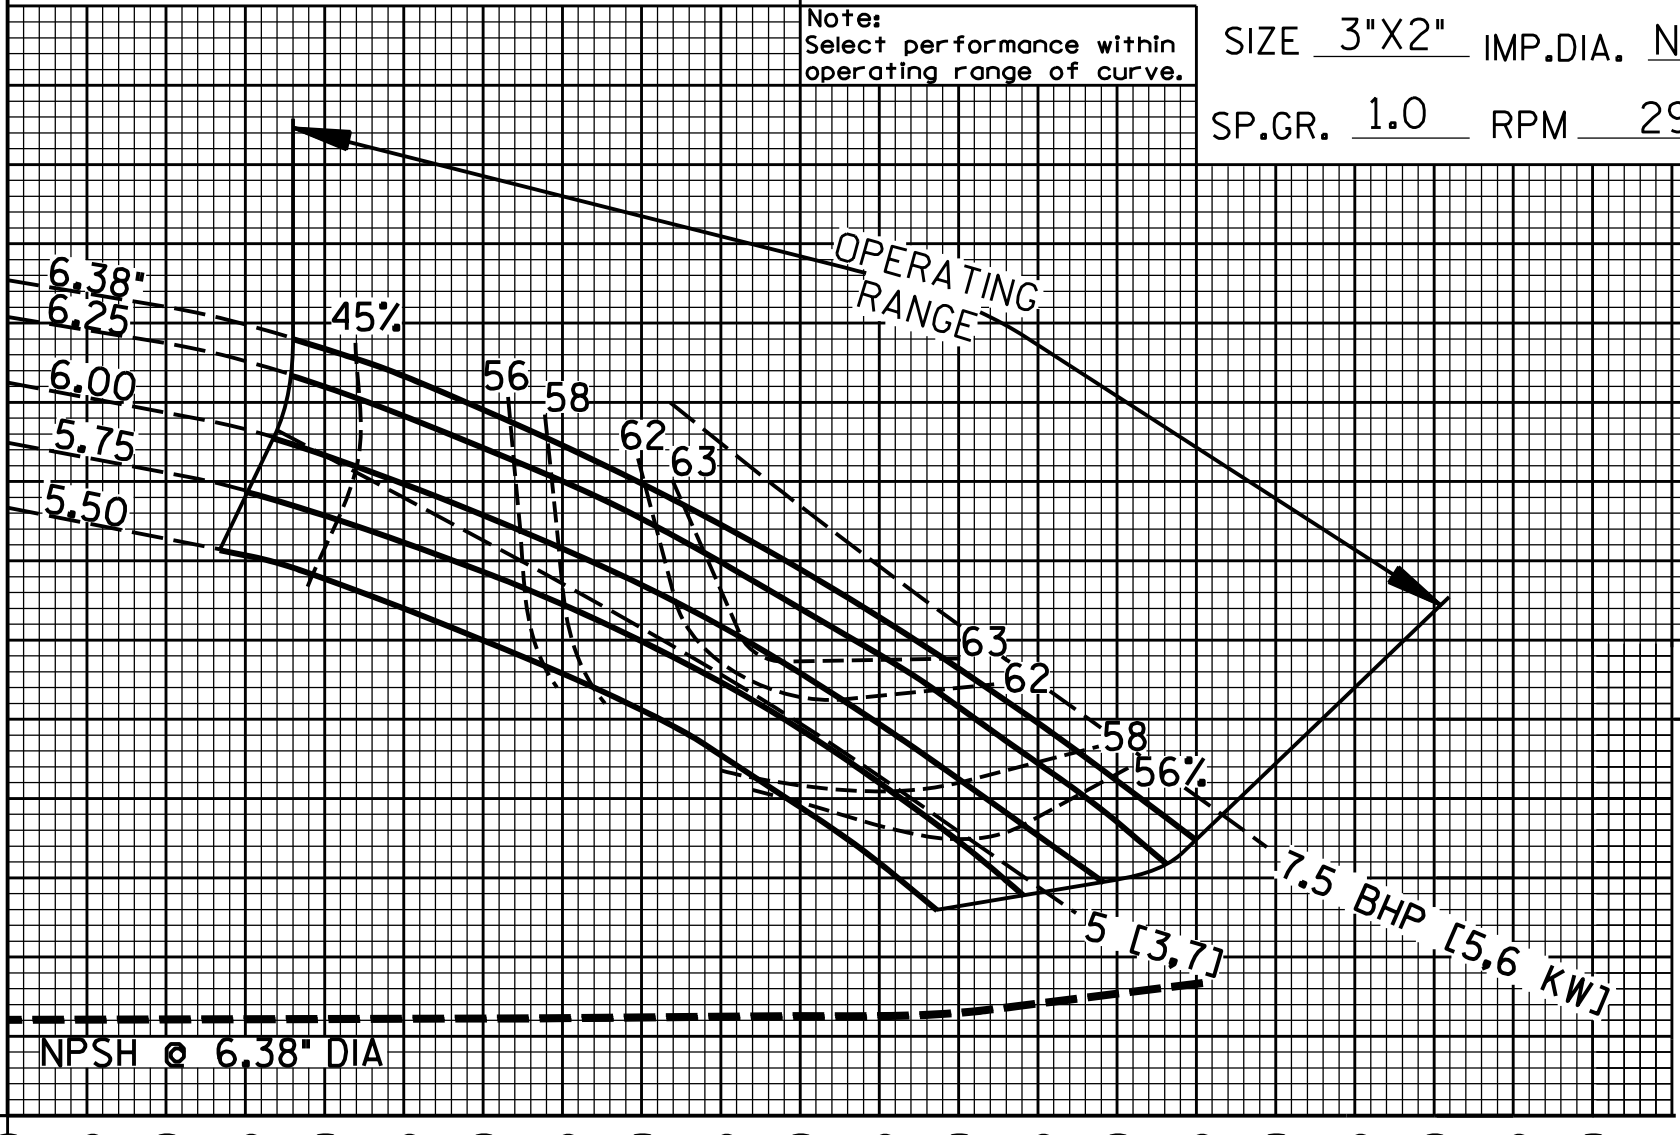 Note:
Select performance within
operating range of curve.
SIZE 3"X2" IMP.DIA.
SP.GR. 1.0 RPM
OPERATING
RANGE
6.38"
6.25
6.00
5.75
5.50
45%
56
58
62
63
63
62
58
56%
7.5 BHP [5,6 KW]
5 [3,7]
NPSH @ 6.38" DIA